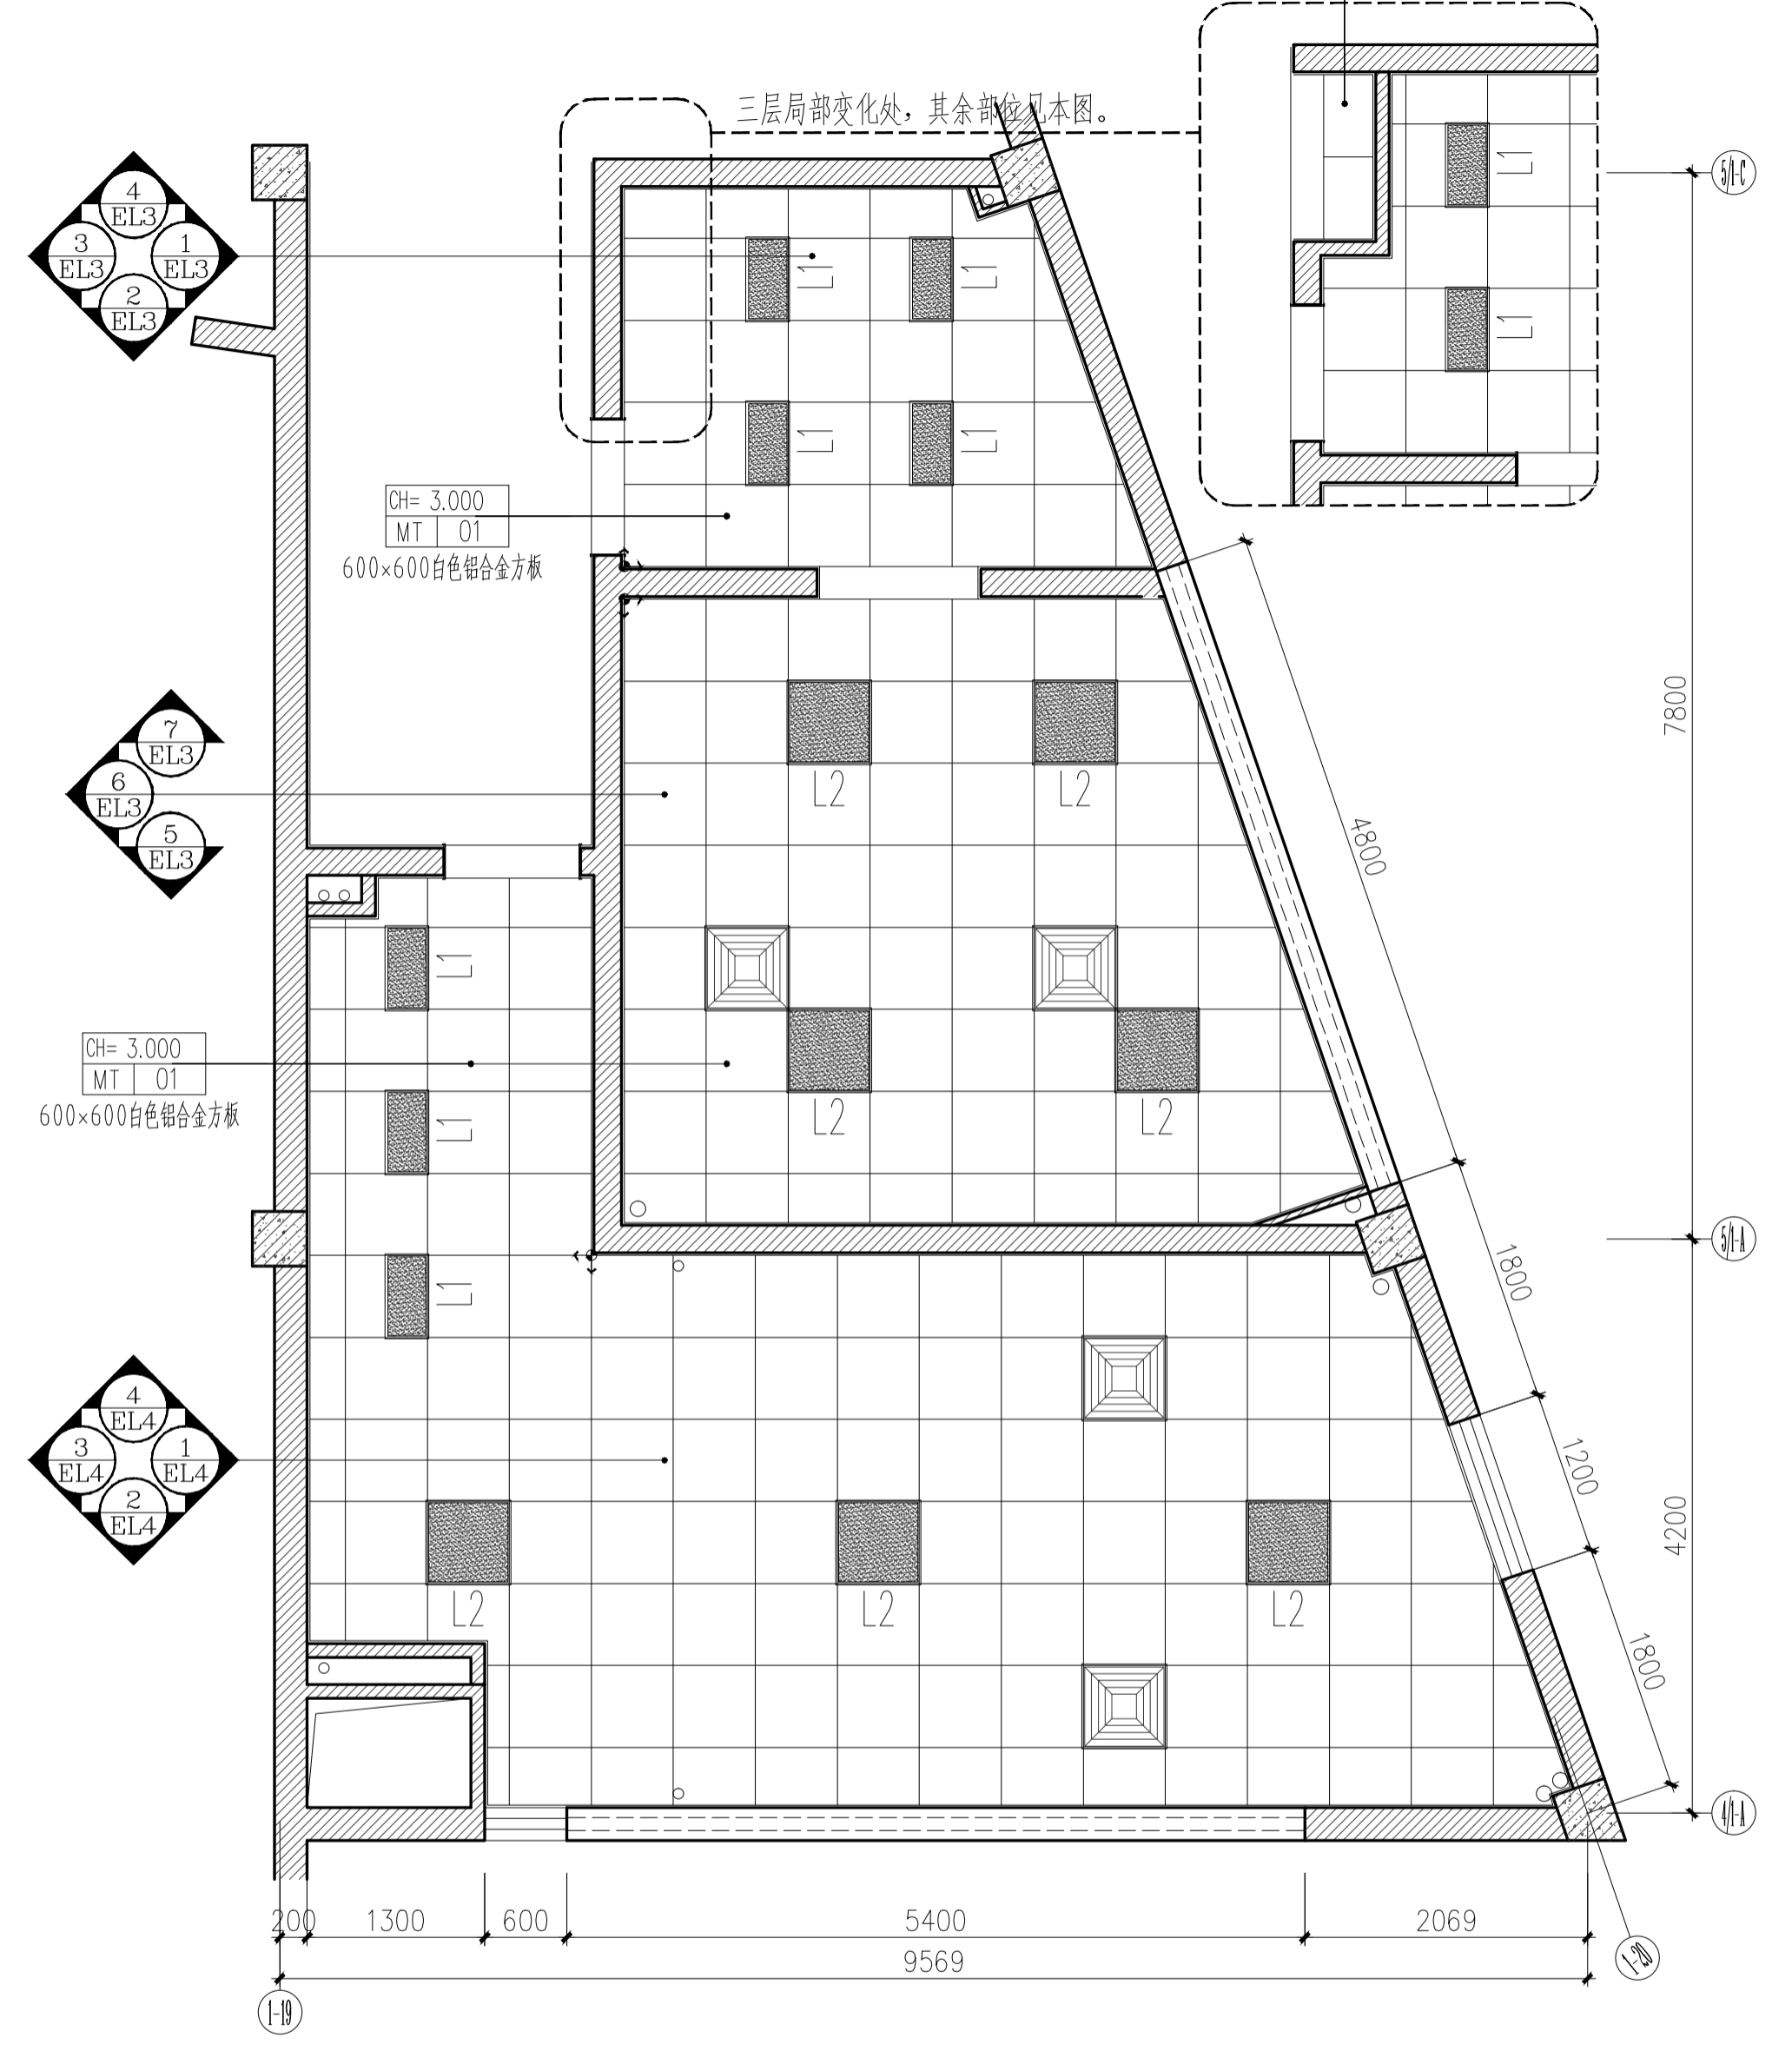 三层局部变化处，其余部位见本图。
5/1-C
L1
L1
4
EL3
3
EL3
1
EL3
2
EL3
L1
L1
L1
L1
CH= 3.000
MT 01
600×600白色铝合金方板
7
EL3
6
EL3
5
EL3
L2
L2
7800
4800
L1
CH= 3.000
MT 01
600×600白色铝合金方板
L1
L2
L2
5/1-A
1800
L1
4
EL4
3
EL4
1
EL4
2
EL4
1200
4200
L2
L2
L2
1800
4/1-A
200
1300
600
5400
2069
9569
1-20
1-19